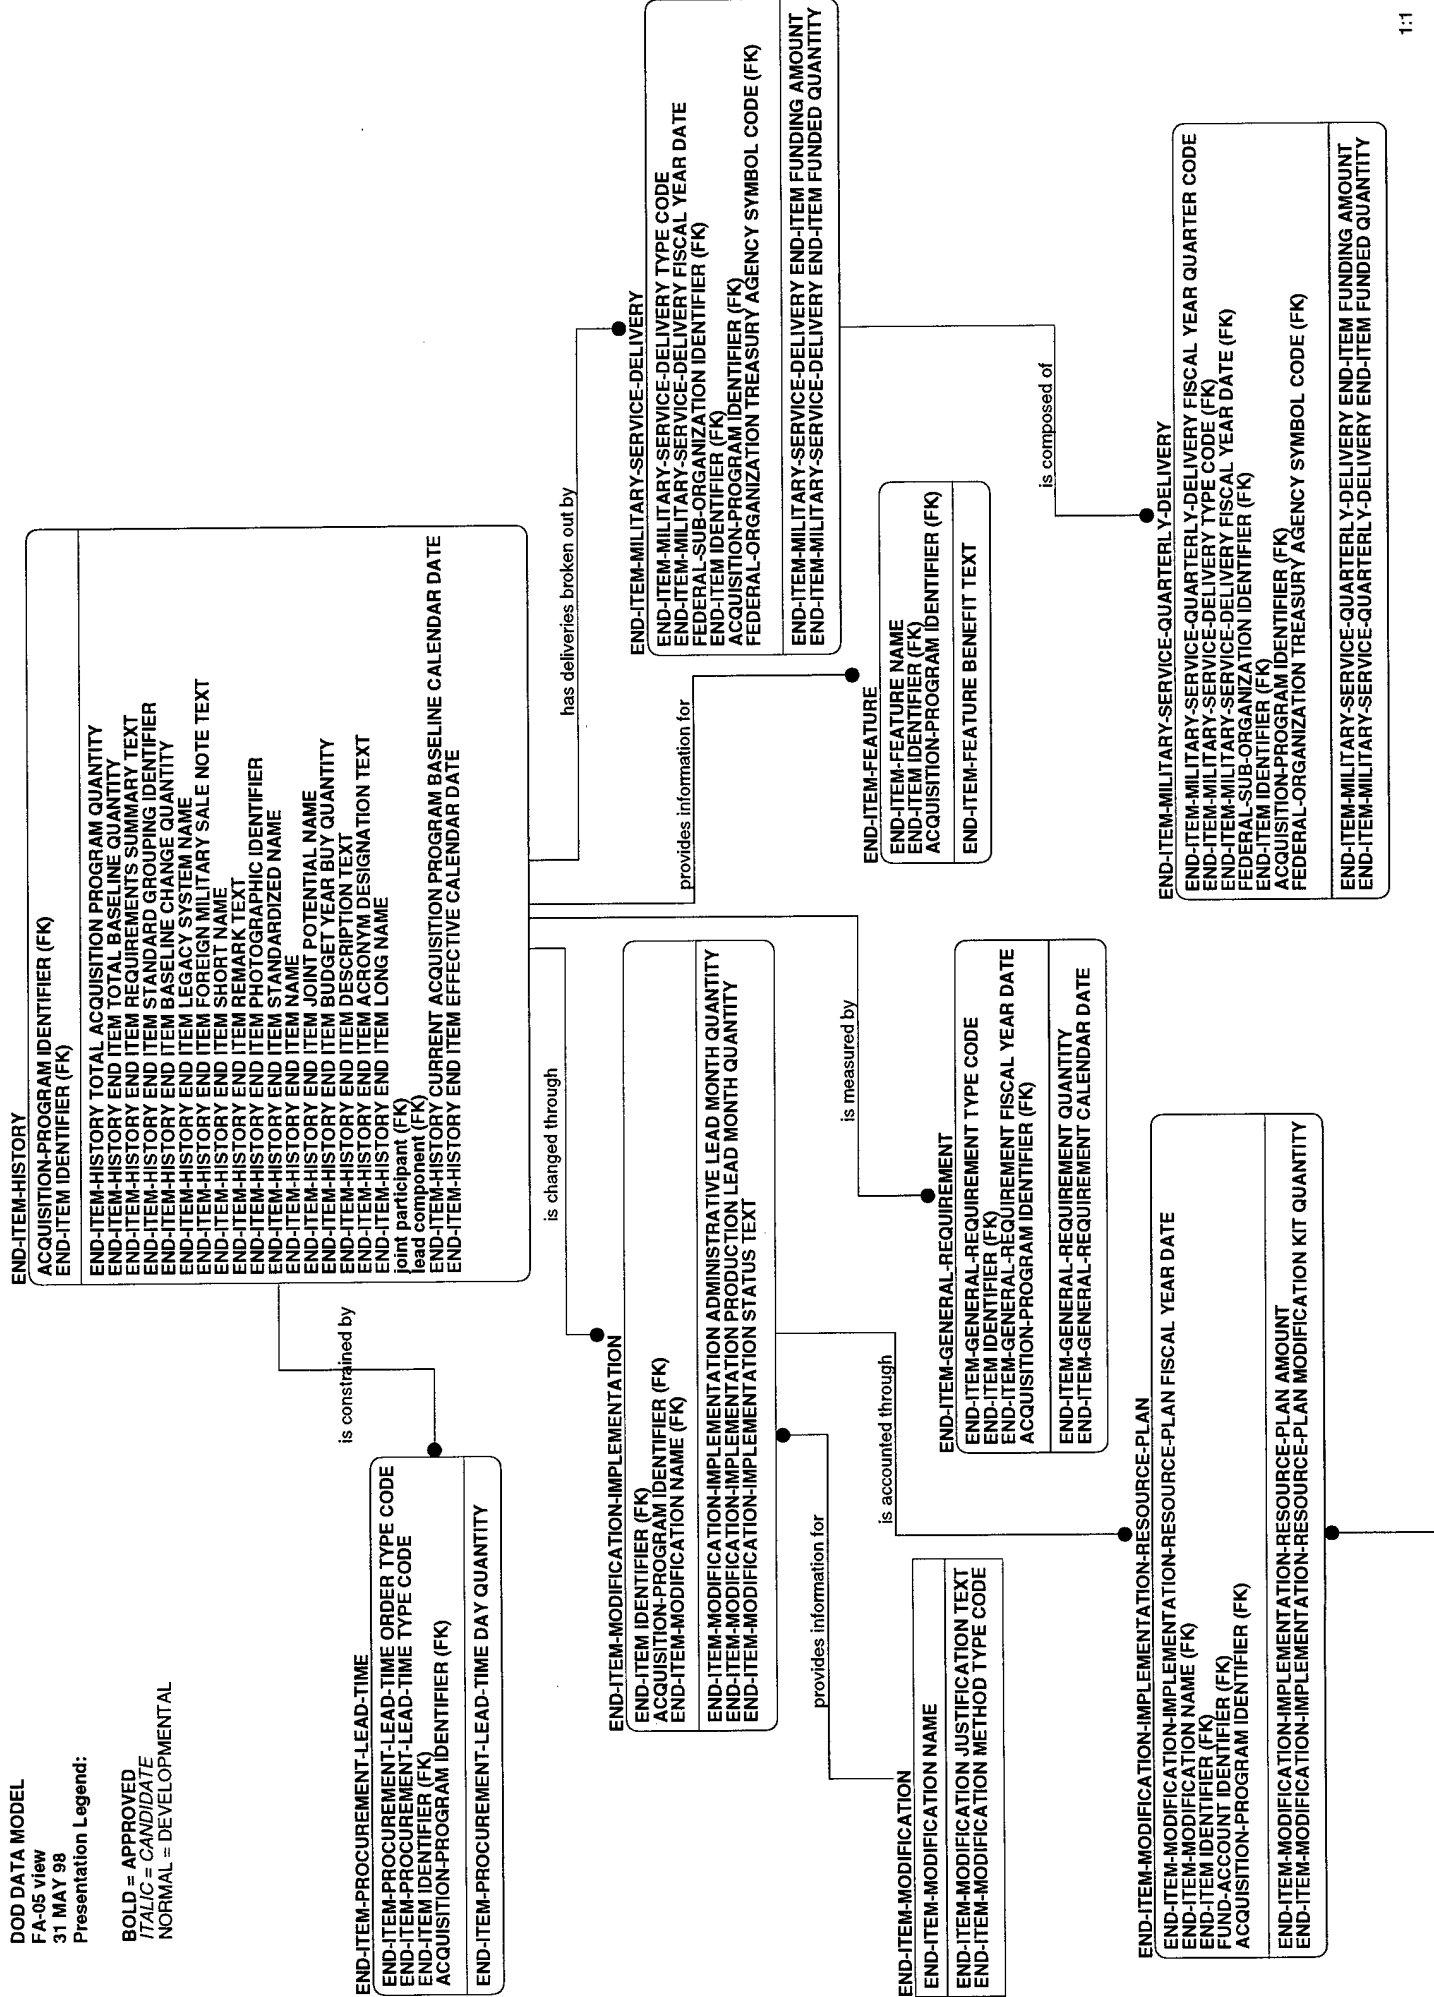 DOD DATA MODEL
FA-05 view
31 MAY 98
Presentation Legend:
BOLD = APPROVED
ITALIC = CANDIDATE
NORMAL = DEVELOPMENTAL
END-ITEM-HISTORY
ACQUISITION-PROGRAM IDENTIFIER (FK)
END-ITEM IDENTIFIER (FK)
END-ITEM-HISTORY TOTAL ACQUISITION PROGRAM QUANTITY
END-ITEM-HISTORY END ITEM TOTAL BASELINE QUANTITY
END-ITEM-HISTORY END ITEM REQUIREMENTS SUMMARY TEXT
END-ITEM-HISTORY END ITEM STANDARD GROUPING IDENTIFIER
END-ITEM-HISTORY END ITEM BASELINE CHANGE QUANTITY
END-ITEM-HISTORY END ITEM LEGACY SYSTEM NAME
END-ITEM-HISTORY END ITEM FOREIGN MILITARY SALE NOTE TEXT
END-ITEM-HISTORY END ITEM SHORT NAME
END-ITEM-HISTORY END ITEM REMARK TEXT
END-ITEM-HISTORY END ITEM PHOTOGRAPHIC IDENTIFIER
END-ITEM-HISTORY END ITEM STANDARDIZED NAME
END-ITEM-HISTORY END ITEM NAME
END-ITEM-HISTORY END ITEM JOINT POTENTIAL NAME
END-ITEM-HISTORY END ITEM BUDGET YEAR BUY QUANTITY
END-ITEM-HISTORY END ITEM DESCRIPTION TEXT
END-ITEM-HISTORY END ITEM ACRONYM DESIGNATION TEXT
END-ITEM-HISTORY END ITEM LONG NAME
joint participant (FK)
lead component (FK)
END-ITEM-HISTORY CURRENT ACQUISITION PROGRAM BASELINE CALENDAR DATE
END-ITEM-HISTORY END ITEM EFFECTIVE CALENDAR DATE
is constrained by
is changed through
is measured by
provides information for
has deliveries broken out by
END-ITEM-PROCUREMENT-LEAD-TIME
END-ITEM-PROCUREMENT-LEAD-TIME ORDER TYPE CODE
END-ITEM-PROCUREMENT-LEAD-TIME TYPE CODE
END-ITEM IDENTIFIER (FK)
ACQUISITION-PROGRAM IDENTIFIER (FK)
END-ITEM-PROCUREMENT-LEAD-TIME DAY QUANTITY
END-ITEM-MODIFICATION-IMPLEMENTATION
END-ITEM IDENTIFIER (FK)
ACQUISITION-PROGRAM IDENTIFIER (FK)
END-ITEM-MODIFICATION NAME (FK)
END-ITEM-MODIFICATION-IMPLEMENTATION ADMINISTRATIVE LEAD MONTH QUANTITY
END-ITEM-MODIFICATION-IMPLEMENTATION PRODUCTION LEAD MONTH QUANTITY
END-ITEM-MODIFICATION-IMPLEMENTATION STATUS TEXT
END-ITEM-MILITARY-SERVICE-DELIVERY
END-ITEM-MILITARY-SERVICE-DELIVERY TYPE CODE
END-ITEM-MILITARY-SERVICE-DELIVERY FISCAL YEAR DATE
FEDERAL-SUB-ORGANIZATION IDENTIFIER (FK)
END-ITEM IDENTIFIER (FK)
ACQUISITION-PROGRAM IDENTIFIER (FK)
FEDERAL-ORGANIZATION TREASURY AGENCY SYMBOL CODE (FK)
END-ITEM-MILITARY-SERVICE-DELIVERY END-ITEM FUNDING AMOUNT
END-ITEM-MILITARY-SERVICE-DELIVERY END-ITEM FUNDED QUANTITY
provides information for
is accounted through
is composed of
END-ITEM-MODIFICATION
END-ITEM-MODIFICATION NAME
END-ITEM-MODIFICATION JUSTIFICATION TEXT
END-ITEM-MODIFICATION METHOD TYPE CODE
END-ITEM-GENERAL-REQUIREMENT
END-ITEM-GENERAL-REQUIREMENT TYPE CODE
END-ITEM IDENTIFIER (FK)
END-ITEM-GENERAL-REQUIREMENT FISCAL YEAR DATE
ACQUISITION-PROGRAM IDENTIFIER (FK)
END-ITEM-GENERAL-REQUIREMENT QUANTITY
END-ITEM-GENERAL-REQUIREMENT CALENDAR DATE
END-ITEM-FEATURE
END-ITEM-FEATURE NAME
END-ITEM IDENTIFIER (FK)
ACQUISITION-PROGRAM IDENTIFIER (FK)
END-ITEM-FEATURE BENEFIT TEXT
END-ITEM-MODIFICATION-IMPLEMENTATION-RESOURCE-PLAN
END-ITEM-MODIFICATION-IMPLEMENTATION-RESOURCE-PLAN FISCAL YEAR DATE
END-ITEM-MODIFICATION NAME (FK)
END-ITEM IDENTIFIER (FK)
FUND-ACCOUNT IDENTIFIER (FK)
ACQUISITION-PROGRAM IDENTIFIER (FK)
END-ITEM-MODIFICATION-IMPLEMENTATION-RESOURCE-PLAN AMOUNT
END-ITEM-MODIFICATION-IMPLEMENTATION-RESOURCE-PLAN MODIFICATION KIT QUANTITY
END-ITEM-MILITARY-SERVICE-QUARTERLY-DELIVERY
END-ITEM-MILITARY-SERVICE-QUARTERLY-DELIVERY FISCAL YEAR QUARTER CODE
END-ITEM-MILITARY-SERVICE-DELIVERY TYPE CODE (FK)
END-ITEM-MILITARY-SERVICE-DELIVERY FISCAL YEAR DATE (FK)
FEDERAL-SUB-ORGANIZATION IDENTIFIER (FK)
END-ITEM IDENTIFIER (FK)
ACQUISITION-PROGRAM IDENTIFIER (FK)
FEDERAL-ORGANIZATION TREASURY AGENCY SYMBOL CODE (FK)
END-ITEM-MILITARY-SERVICE-QUARTERLY-DELIVERY END-ITEM FUNDING AMOUNT
END-ITEM-MILITARY-SERVICE-QUARTERLY-DELIVERY END-ITEM FUNDED QUANTITY
1:1